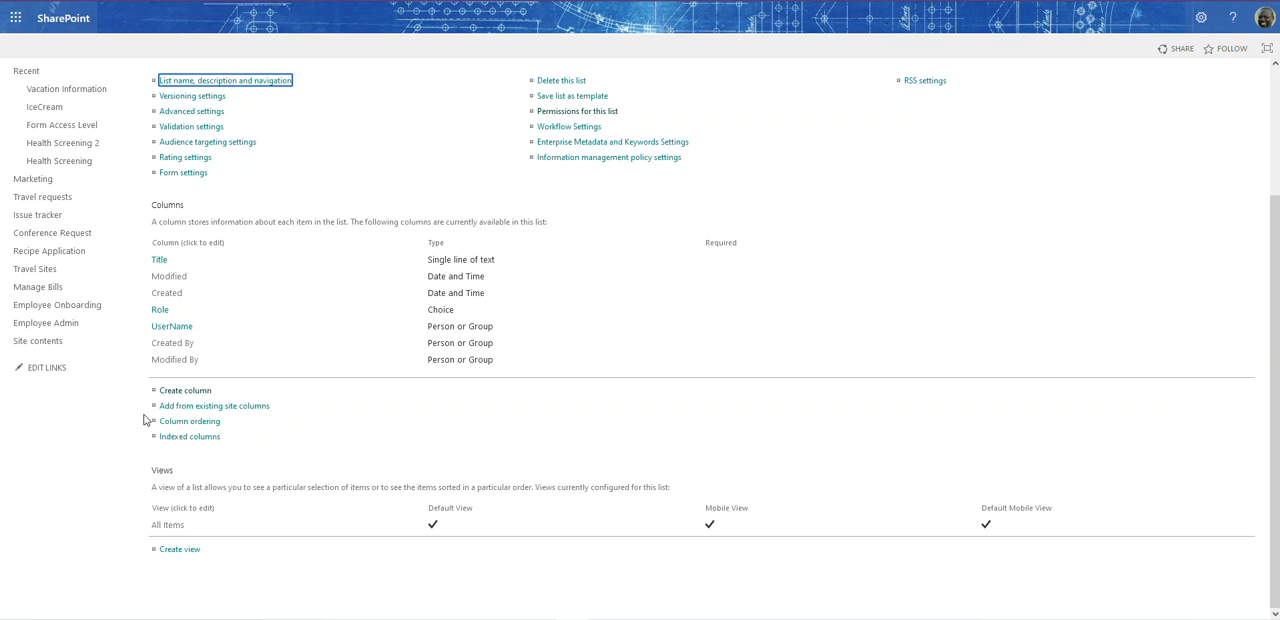 SharePoint
SHARE
FOLLOW
Recent
Vacation Information
IceCream
Form Access Level
Health Screening 2
Health Screening
Marketing
Travel requests
Issue tracker
Conference Request
Recipe Application
Travel Sites
Manage Bills
Employee Onboarding
Employee Admin
Site contents
EDIT LINKS
List name, description and navigation
Versioning settings
Advanced settings
Validation settings
Audience targeting settings
Rating settings
Form settings
Delete this list
Save list as template
Permissions for this list
Workflow Settings
Enterprise Metadata and Keywords Settings
Information management policy settings
RSS settings
Columns
A column stores information about each item in the list. The following columns are currently available in this list:
Column (click to edit) Type Required
Title Single line of text
Modified Date and Time
Created Date and Time
Role Choice
UserName Person or Group
Created By Person or Group
Modified By Person or Group
Create column
Add from existing site columns
Column ordering
Indexed columns
Views
A view of a list allows you to see a particular selection of items or to see the items sorted in a particular order. Views currently configured for this list:
View (click to edit) Default View Mobile View Default Mobile View
All Items
Create view